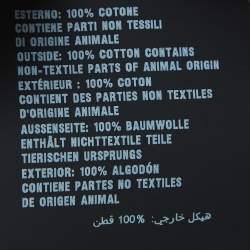 ESTERNO: 100% COTONE
CONTIENE PARTI NON TESSILI
DI ORIGINE ANIMALE
OUTSIDE: 100% COTTON CONTAINS
NON-TEXTILE PARTS OF ANIMAL ORIGIN
EXTÉRIEUR : 100% COTON
CONTIENT DES PARTIES NON TEXTILES
D'ORIGINE ANIMALE
AUSSENSEITE: 100% BAUMWOLLE
ENTHÄLT NICHTTEXTILE TEILE
TIERISCHEN URSPRUNGS
EXTERIOR: 100% ALGODÓN
CONTIENE PARTES NO TEXTILES
DE ORIGEN ANIMAL
هيكل خارجي: 100% قطن